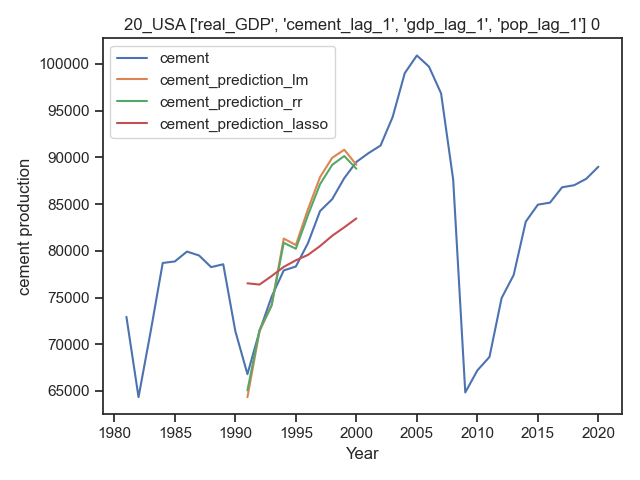 20_USA ['real_GDP', 'cement_lag_1', 'gdp_lag_1', 'pop_lag_1'] 0
cement
cement_prediction_lm
cement_prediction_rr
cement_prediction_lasso
100000
95000
90000
85000
80000
75000
70000
65000
cement production
1980 1985 1990 1995 2000 2005 2010 2015 2020
Year